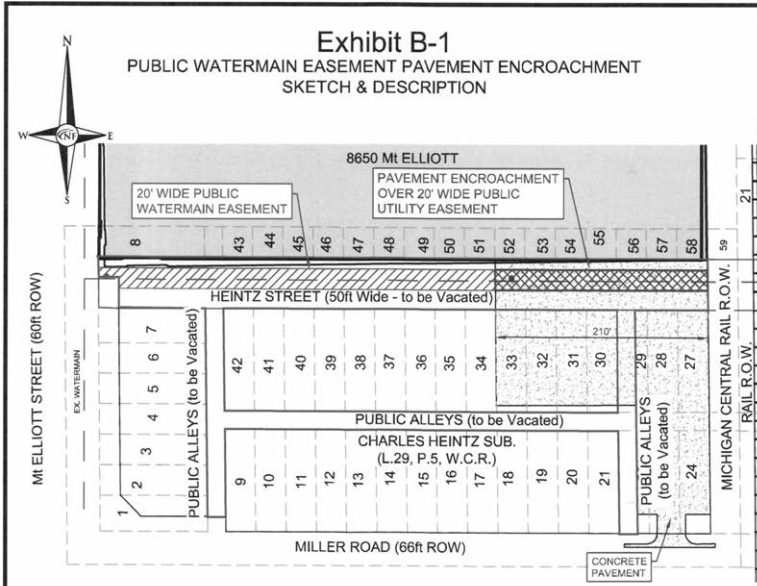 Exhibit B-1
PUBLIC WATERMAIN EASEMENT PAVEMENT ENCROACHMENT
SKETCH & DESCRIPTION
N
W
NF
E
S
8650 Mt ELLIOTT
20' WIDE PUBLIC
WATERMAIN EASEMENT
PAVEMENT ENCROACHMENT
OVER 20' WIDE PUBLIC
UTILITY EASEMENT
8 43 44 45 46 47 48 49 50 51 52 53 54 55 56 57 58 59
21
HEINTZ STREET (50ft Wide - to be Vacated)
210'
7
6
5
4
3
2
1
42 41 40 39 38 37 36 35 34 33 32 31 30 29 28 27
PUBLIC ALLEYS (to be Vacated)
PUBLIC ALLEYS (to be Vacated)
CHARLES HEINTZ SUB.
(L.29, P.5, W.C.R.)
9 10 11 12 13 14 15 16 17 18 19 20 21
PUBLIC ALLEYS
(to be Vacated)
24
Mt ELLIOTT STREET (60ft ROW)
EX. WATERMAIN
MICHIGAN CENTRAL RAIL R.O.W.
RAIL R.O.W.
MILLER ROAD (66ft ROW)
CONCRETE
PAVEMENT